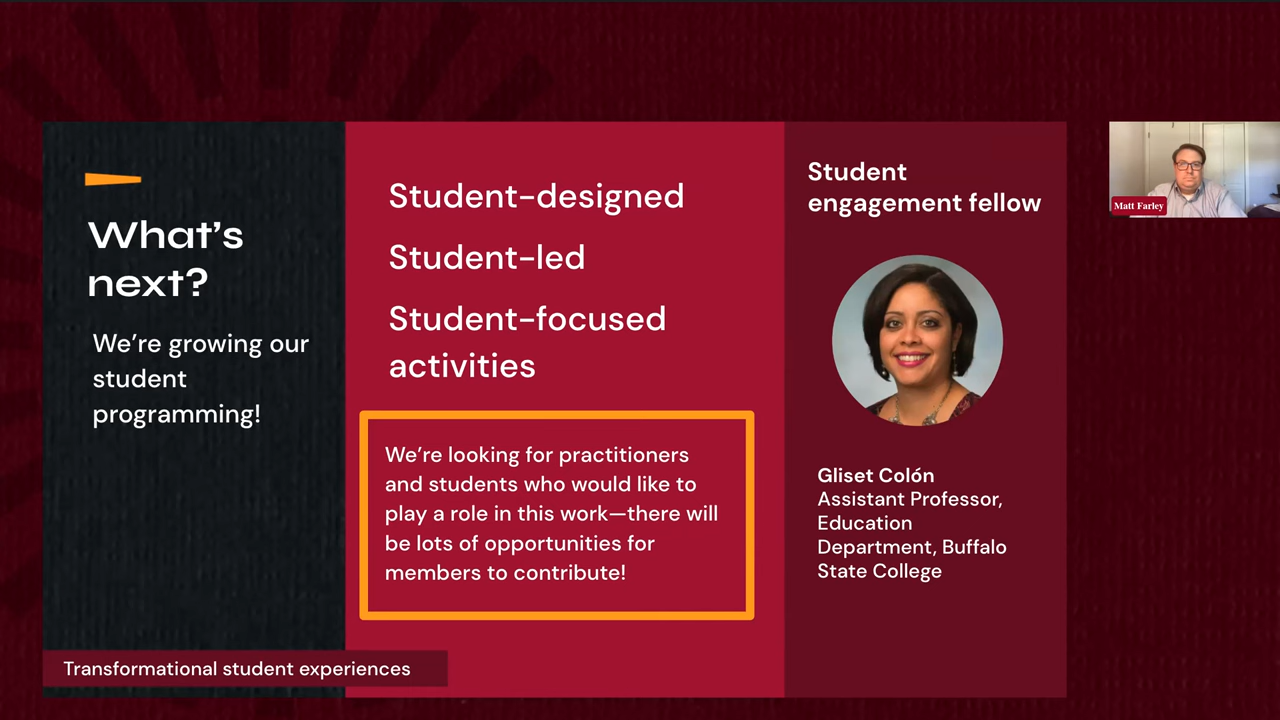 What's
next?
We're growing our
student
programming!
Student-designed
Student-led
Student-focused
activities
We're looking for practitioners
and students who would like to
play a role in this work—there will
be lots of opportunities for
members to contribute!
Student
engagement fellow
Gliset Colón
Assistant Professor,
Education
Department, Buffalo
State College
Transformational student experiences
Matt Farley